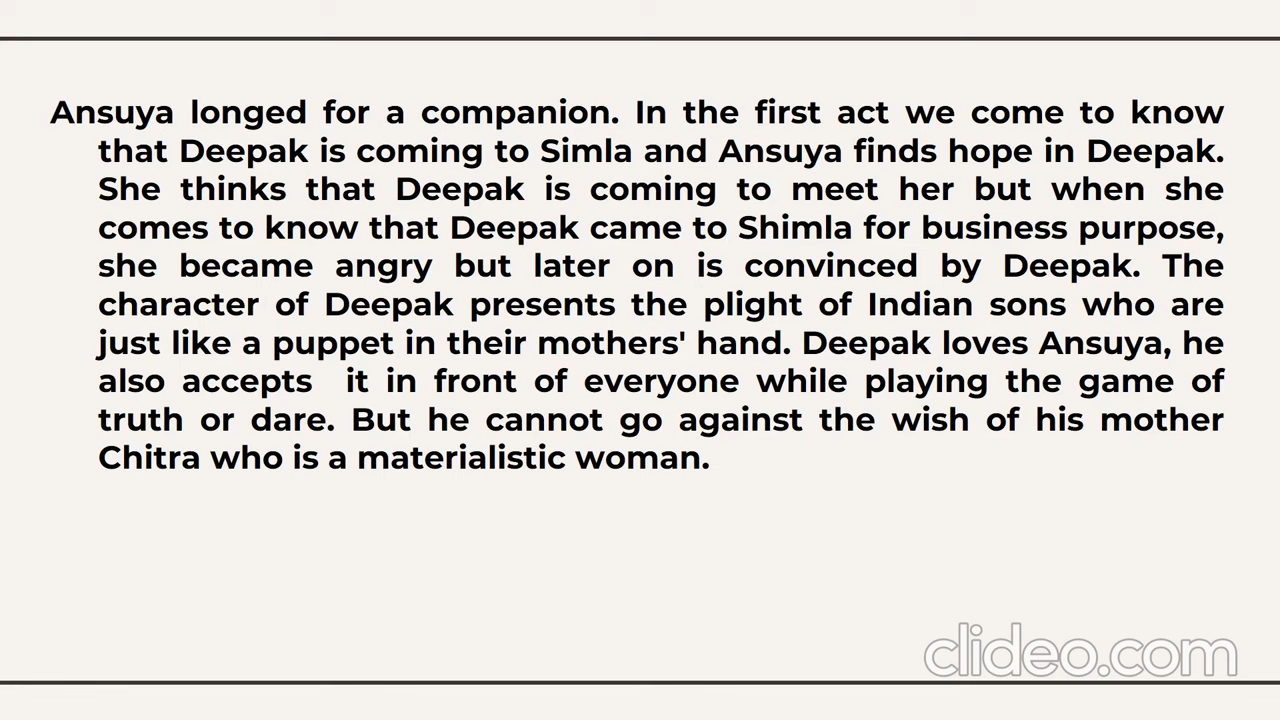 Ansuya longed for a companion. In the first act we come to know
that Deepak is coming to Simla and Ansuya finds hope in Deepak.
She thinks that Deepak is coming to meet her but when she
comes to know that Deepak came to Shimla for business purpose,
she became angry but later on is convinced by Deepak. The
character of Deepak presents the plight of Indian sons who are
just like a puppet in their mothers' hand. Deepak loves Ansuya, he
also accepts it in front of everyone while playing the game of
truth or dare. But he cannot go against the wish of his mother
Chitra who is a materialistic woman.
clideo.com